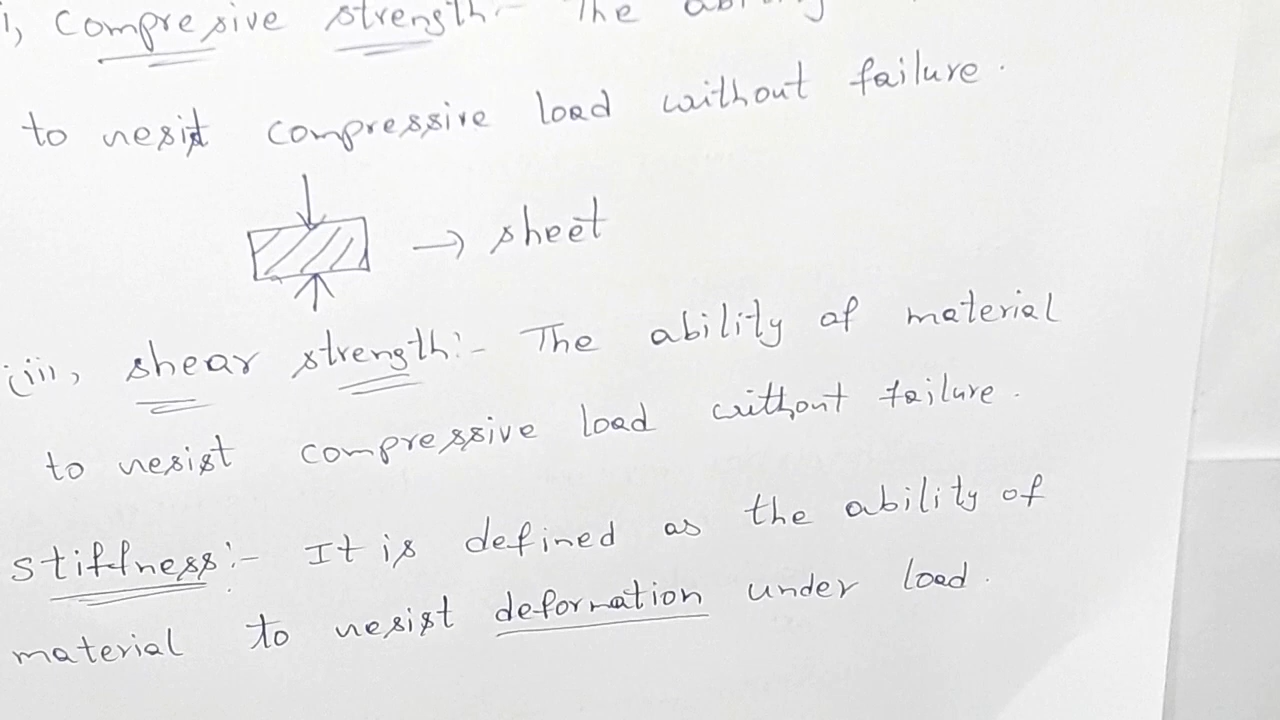 i, Compresive strength:- The
to resist compressive load without failure.
→ sheet
(iii, shear strength:- The ability of material
to resist compressive load without failure.
stiffness:- It is defined as the ability of
material to resist deformation under load.